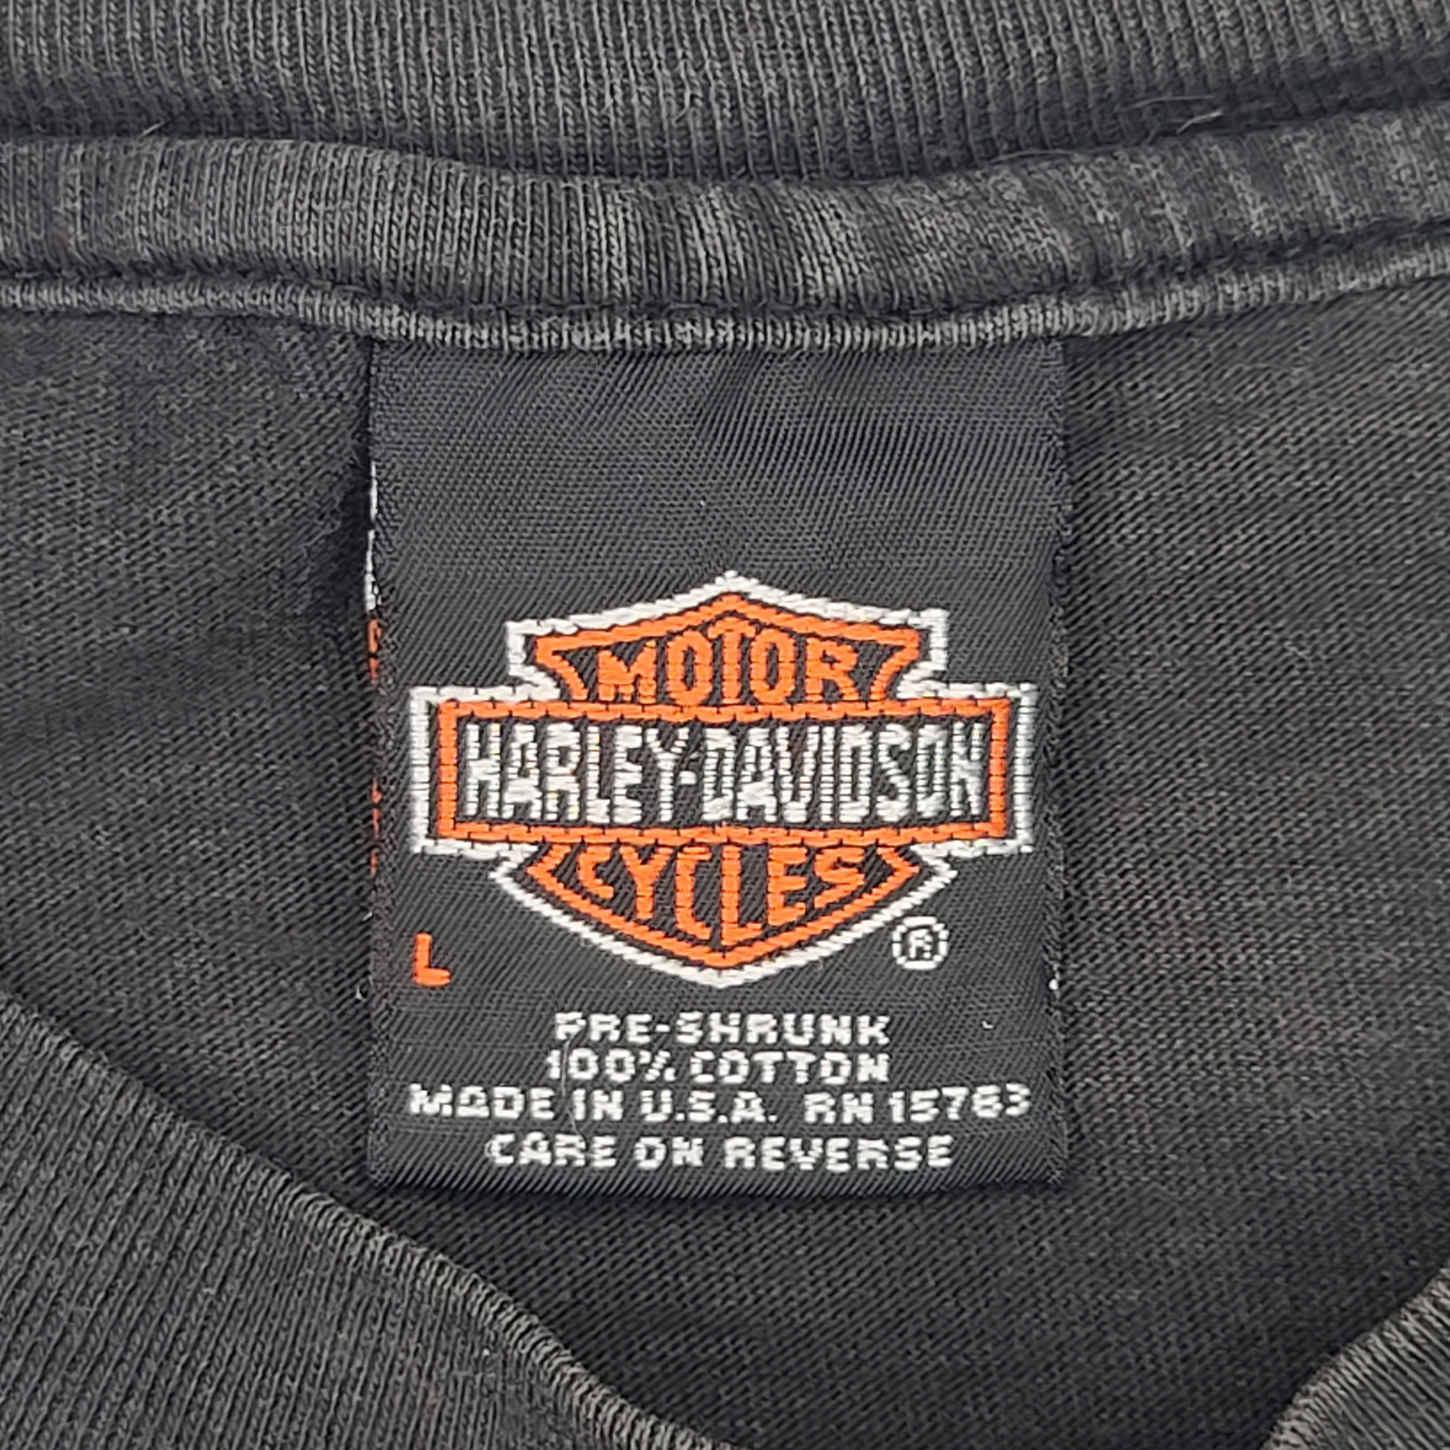 MOTOR
HARLEY-DAVIDSON
CYCLES
L
®
PRE-SHRUNK
100% COTTON
MADE IN U.S.A. RN 15763
CARE ON REVERSE